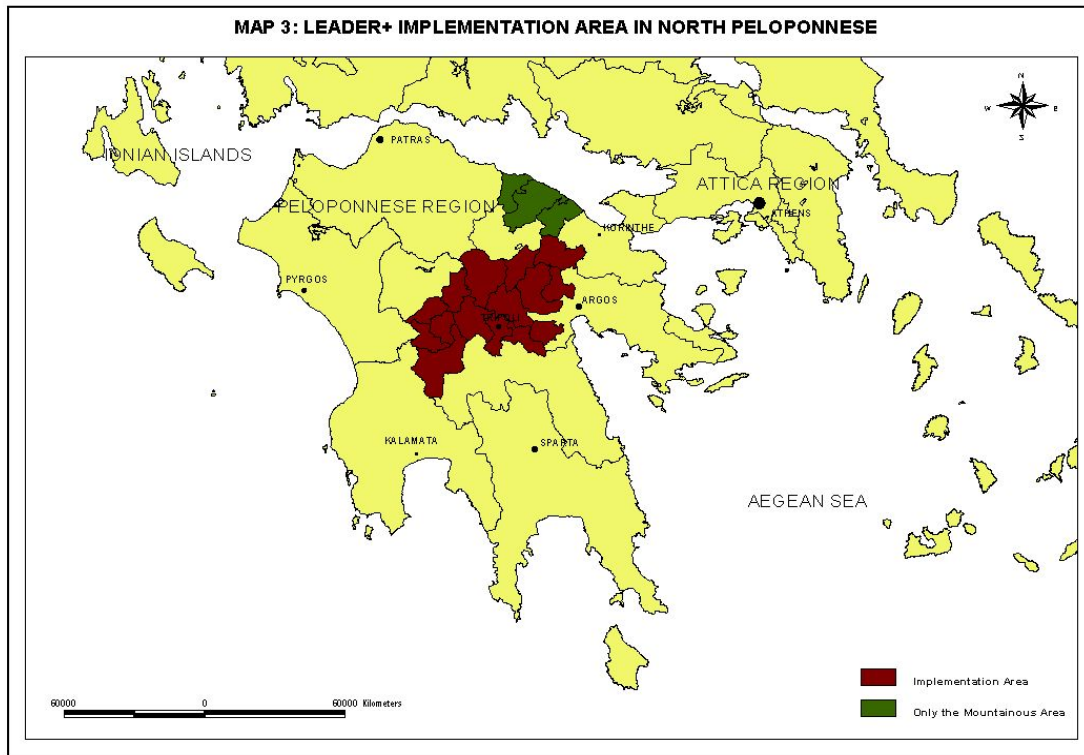 MAP 3: LEADER+ IMPLEMENTATION AREA IN NORTH PELOPONNESE
N
W
E
S
PATRAS
IONIAN ISLANDS
ATTICA REGION
PELOPONNESE REGION
ATHENS
KORINTHE
PYRGOS
ARGOS
KALAMATA
SPARTA
AEGEAN SEA
Implementation Area
60000 0 60000 Kilometers
Only the Mountainous Area